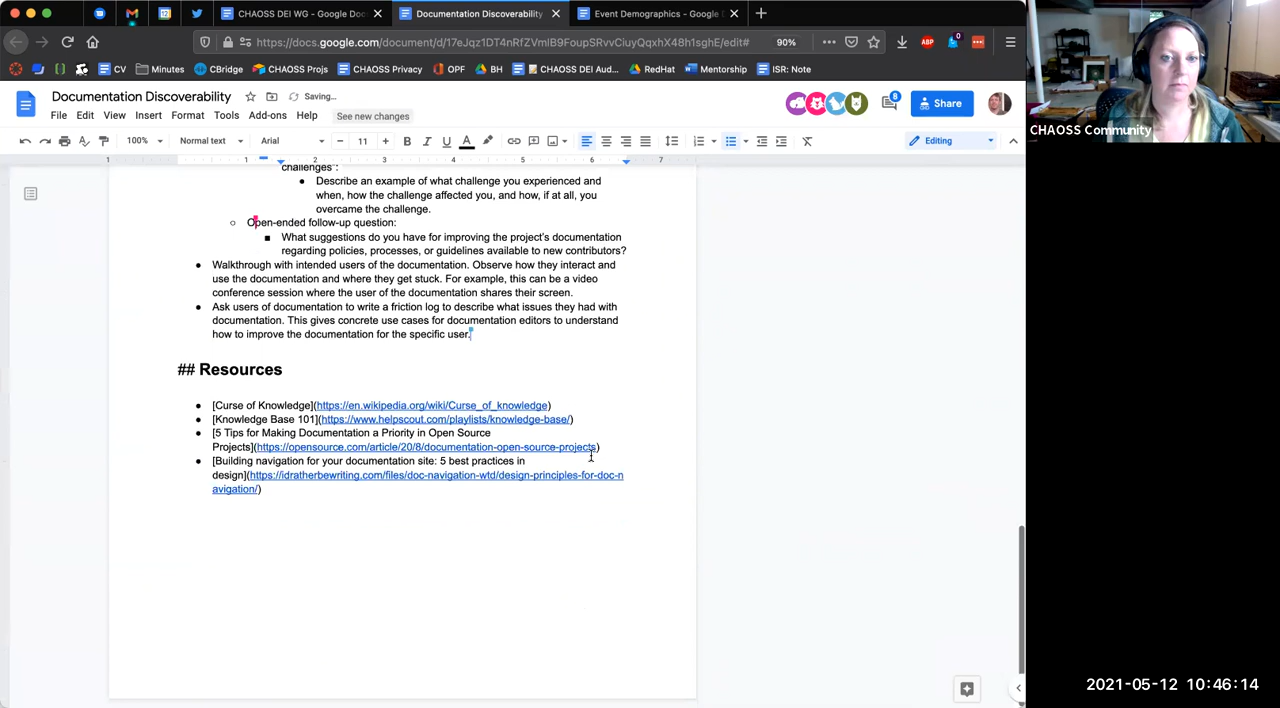 CHAOSS DEI WG - Google Doc
Documentation Discoverability
Event Demographics - Google D
https://docs.google.com/document/d/17eJqz1DT4nRfZVmlB9FoupSRvvCiuyQqxhX48h1sghE/edit#
90%
ABP
0
CV
Minutes
CBridge
CHAOSS Projs
CHAOSS Privacy
OPF
BH
CHAOSS DEI Aud...
RedHat
Mentorship
ISR: Note
Documentation Discoverability
Saving...
8
Share
File Edit View Insert Format Tools Add-ons Help
See new changes
100%
Normal text
Arial
11
Editing
1 1 2 3 4 5 6 7
challenges":
Describe an example of what challenge you experienced and
when, how the challenge affected you, and how, if at all, you
overcame the challenge.
Open-ended follow-up question:
What suggestions do you have for improving the project's documentation
regarding policies, processes, or guidelines available to new contributors?
Walkthrough with intended users of the documentation. Observe how they interact and
use the documentation and where they get stuck. For example, this can be a video
conference session where the user of the documentation shares their screen.
Ask users of documentation to write a friction log to describe what issues they had with
documentation. This gives concrete use cases for documentation editors to understand
how to improve the documentation for the specific user.
## Resources
[Curse of Knowledge](https://en.wikipedia.org/wiki/Curse_of_knowledge)
[Knowledge Base 101](https://www.helpscout.com/playlists/knowledge-base/)
[5 Tips for Making Documentation a Priority in Open Source
Projects](https://opensource.com/article/20/8/documentation-open-source-projects)
[Building navigation for your documentation site: 5 best practices in
design](https://idratherbewriting.com/files/doc-navigation-wtd/design-principles-for-doc-n
avigation/)
CHAOSS Community
2021-05-12 10:46:14